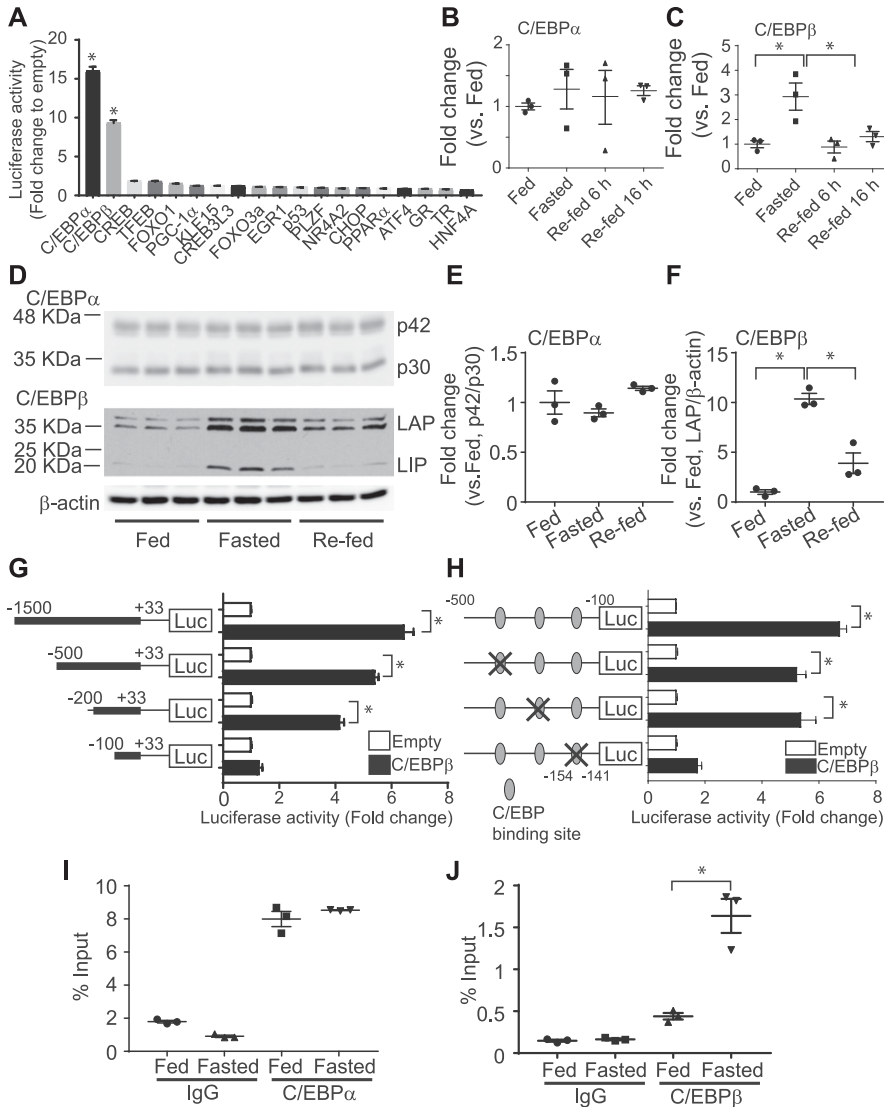 A
Luciferase activity
(Fold change to empty)
20
15
10
5
0
*
*
C/EBPα
C/EBPβ
CREB
TFEB
FOXO1
PGC-1α
KLF15
CREB3L3
FOXO3a
EGR1
p53
PLZF
NR4A2
CHOP
PPARα
ATF4
GR
TR
HNF4A
B
C/EBPα
Fold change
(vs. Fed)
2
1.5
1
0.5
0
Fed
Fasted
Re-fed 6 h
Re-fed 16 h
C
C/EBPβ
Fold change
(vs. Fed)
5
4
3
2
1
0
*
*
Fed
Fasted
Re-fed 6 h
Re-fed 16 h
D
C/EBPα
48 KDa
35 KDa
p42
p30
C/EBPβ
35 KDa
25 KDa
20 KDa
LAP
LIP
β-actin
Fed
Fasted
Re-fed
E
C/EBPα
Fold change
(vs.Fed, p42/p30)
1.5
1
0.5
0
Fed
Fasted
Re-fed
F
C/EBPβ
Fold change
(vs. Fed, LAP/β-actin)
15
10
5
0
*
*
Fed
Fasted
Re-fed
G
-1500 +33 Luc
-500 +33 Luc
-200 +33 Luc
-100 +33 Luc
*
*
*
Empty
C/EBPβ
0 2 4 6 8
Luciferase activity (Fold change)
H
-500 -100
Luc
Luc
Luc
Luc
-154 -141
C/EBP
binding site
*
*
*
Empty
C/EBPβ
0 2 4 6 8
Luciferase activity (Fold change)
I
% Input
10
8
6
4
2
0
Fed Fasted Fed Fasted
IgG C/EBPα
J
% Input
2
1.5
1
0.5
0
*
Fed Fasted Fed Fasted
IgG C/EBPβ